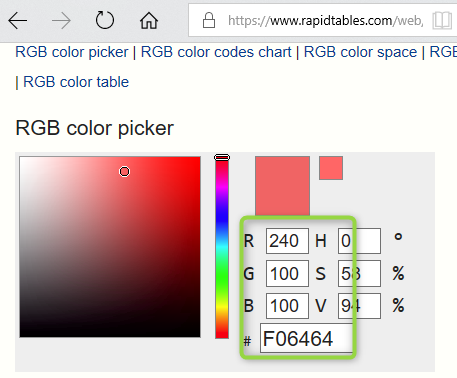 https://www.rapidtables.com/web,
RGB color picker | RGB color codes chart | RGB color space | RG
| RGB color table
RGB color picker
R 240 H 0 °
G 100 S 58 %
B 100 V 94 %
# F06464